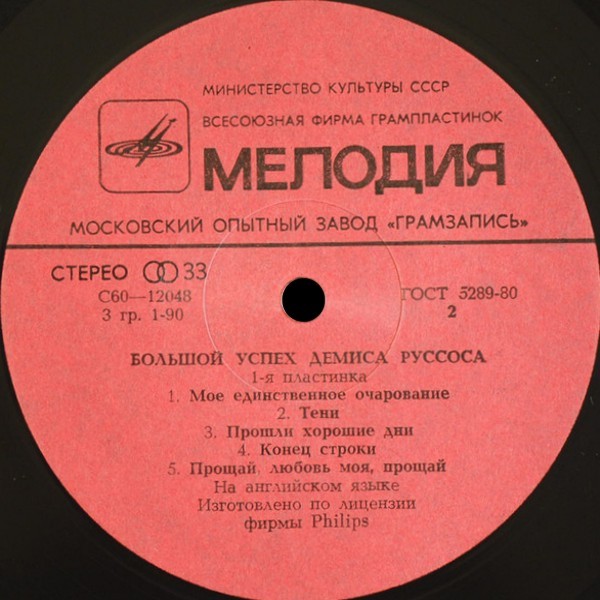 МИНИСТЕРСТВО КУЛЬТУРЫ СССР
ВСЕСОЮЗНАЯ ФИРМА ГРАМПЛАСТИНОК
МЕЛОДИЯ
МОСКОВСКИЙ ОПЫТНЫЙ ЗАВОД «ГРАМЗАПИСЬ»
СТЕРЕО 33
С60—12048
ГОСТ 5289-80
3 гр. 1-90
2
БОЛЬШОЙ УСПЕХ ДЕМИСА РУССОСА
1-я пластинка
1. Мое единственное очарование
2. Тени
3. Прошли хорошие дни
4. Конец строки
5. Прощай, любовь моя, прощай
На английском языке
Изготовлено по лицензии
фирмы Philips